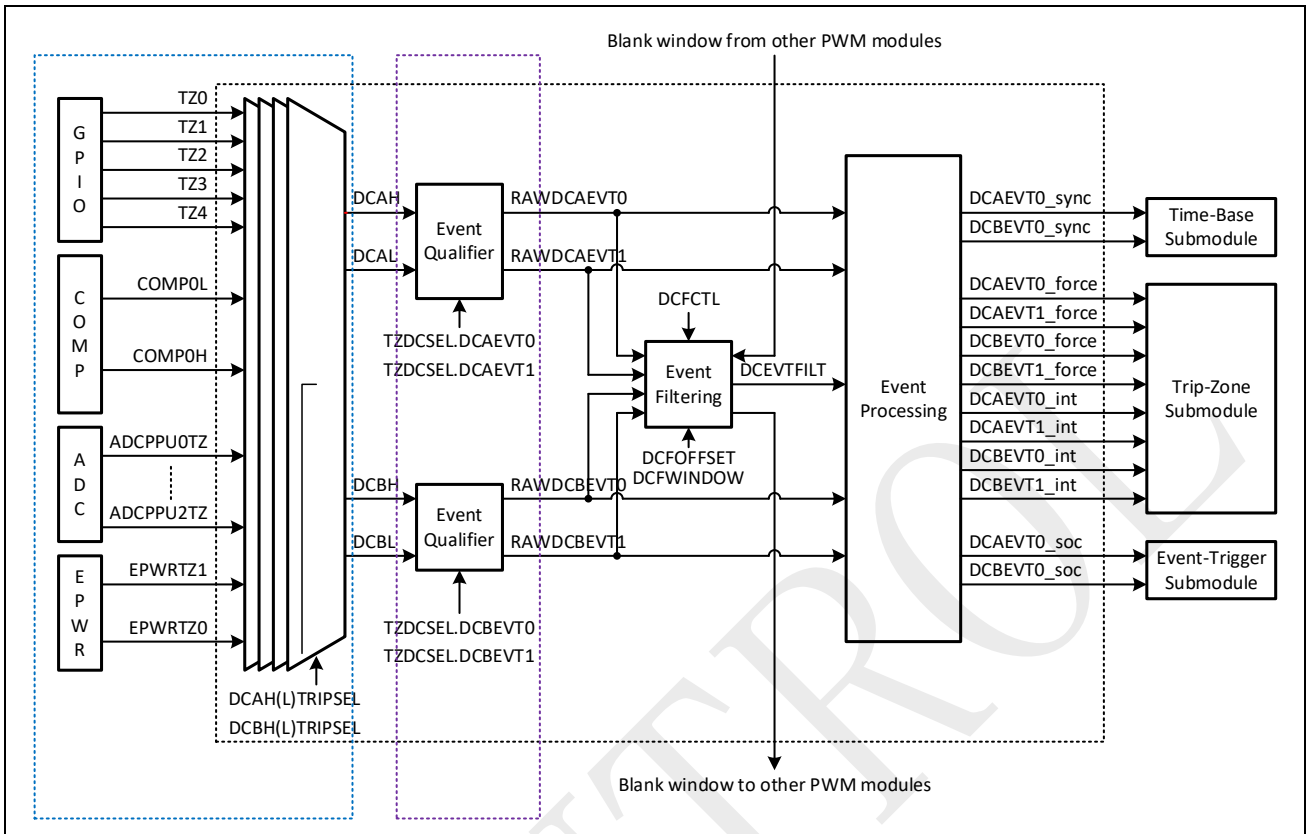 Blank window from other PWM modules
GPIO
TZ0
TZ1
TZ2
TZ3
TZ4
COMP
COMP0L
COMP0H
ADC
ADCPPU0TZ
ADCPPU2TZ
EPWR
EPWRTZ1
EPWRTZ0
DCAH(L)TRIPSEL
DCBH(L)TRIPSEL
DCAH
DCAL
DCBH
DCBL
Event
Qualifier
TZDCSEL.DCAEVT0
TZDCSEL.DCAEVT1
Event
Qualifier
TZDCSEL.DCBEVT0
TZDCSEL.DCBEVT1
RAWDCAEVT0
RAWDCAEVT1
RAWDCBEVT0
RAWDCBEVT1
DCFCTL
Event
Filtering
DCFOFFSET
DCFWINDOW
DCEVTFILT
Event
Processing
DCAEVT0_sync
DCBEVT0_sync
Time-Base
Submodule
DCAEVT0_force
DCAEVT1_force
DCBEVT0_force
DCBEVT1_force
DCAEVT0_int
DCAEVT1_int
DCBEVT0_int
DCBEVT1_int
Trip-Zone
Submodule
DCAEVT0_soc
DCBEVT0_soc
Event-Trigger
Submodule
Blank window to other PWM modules